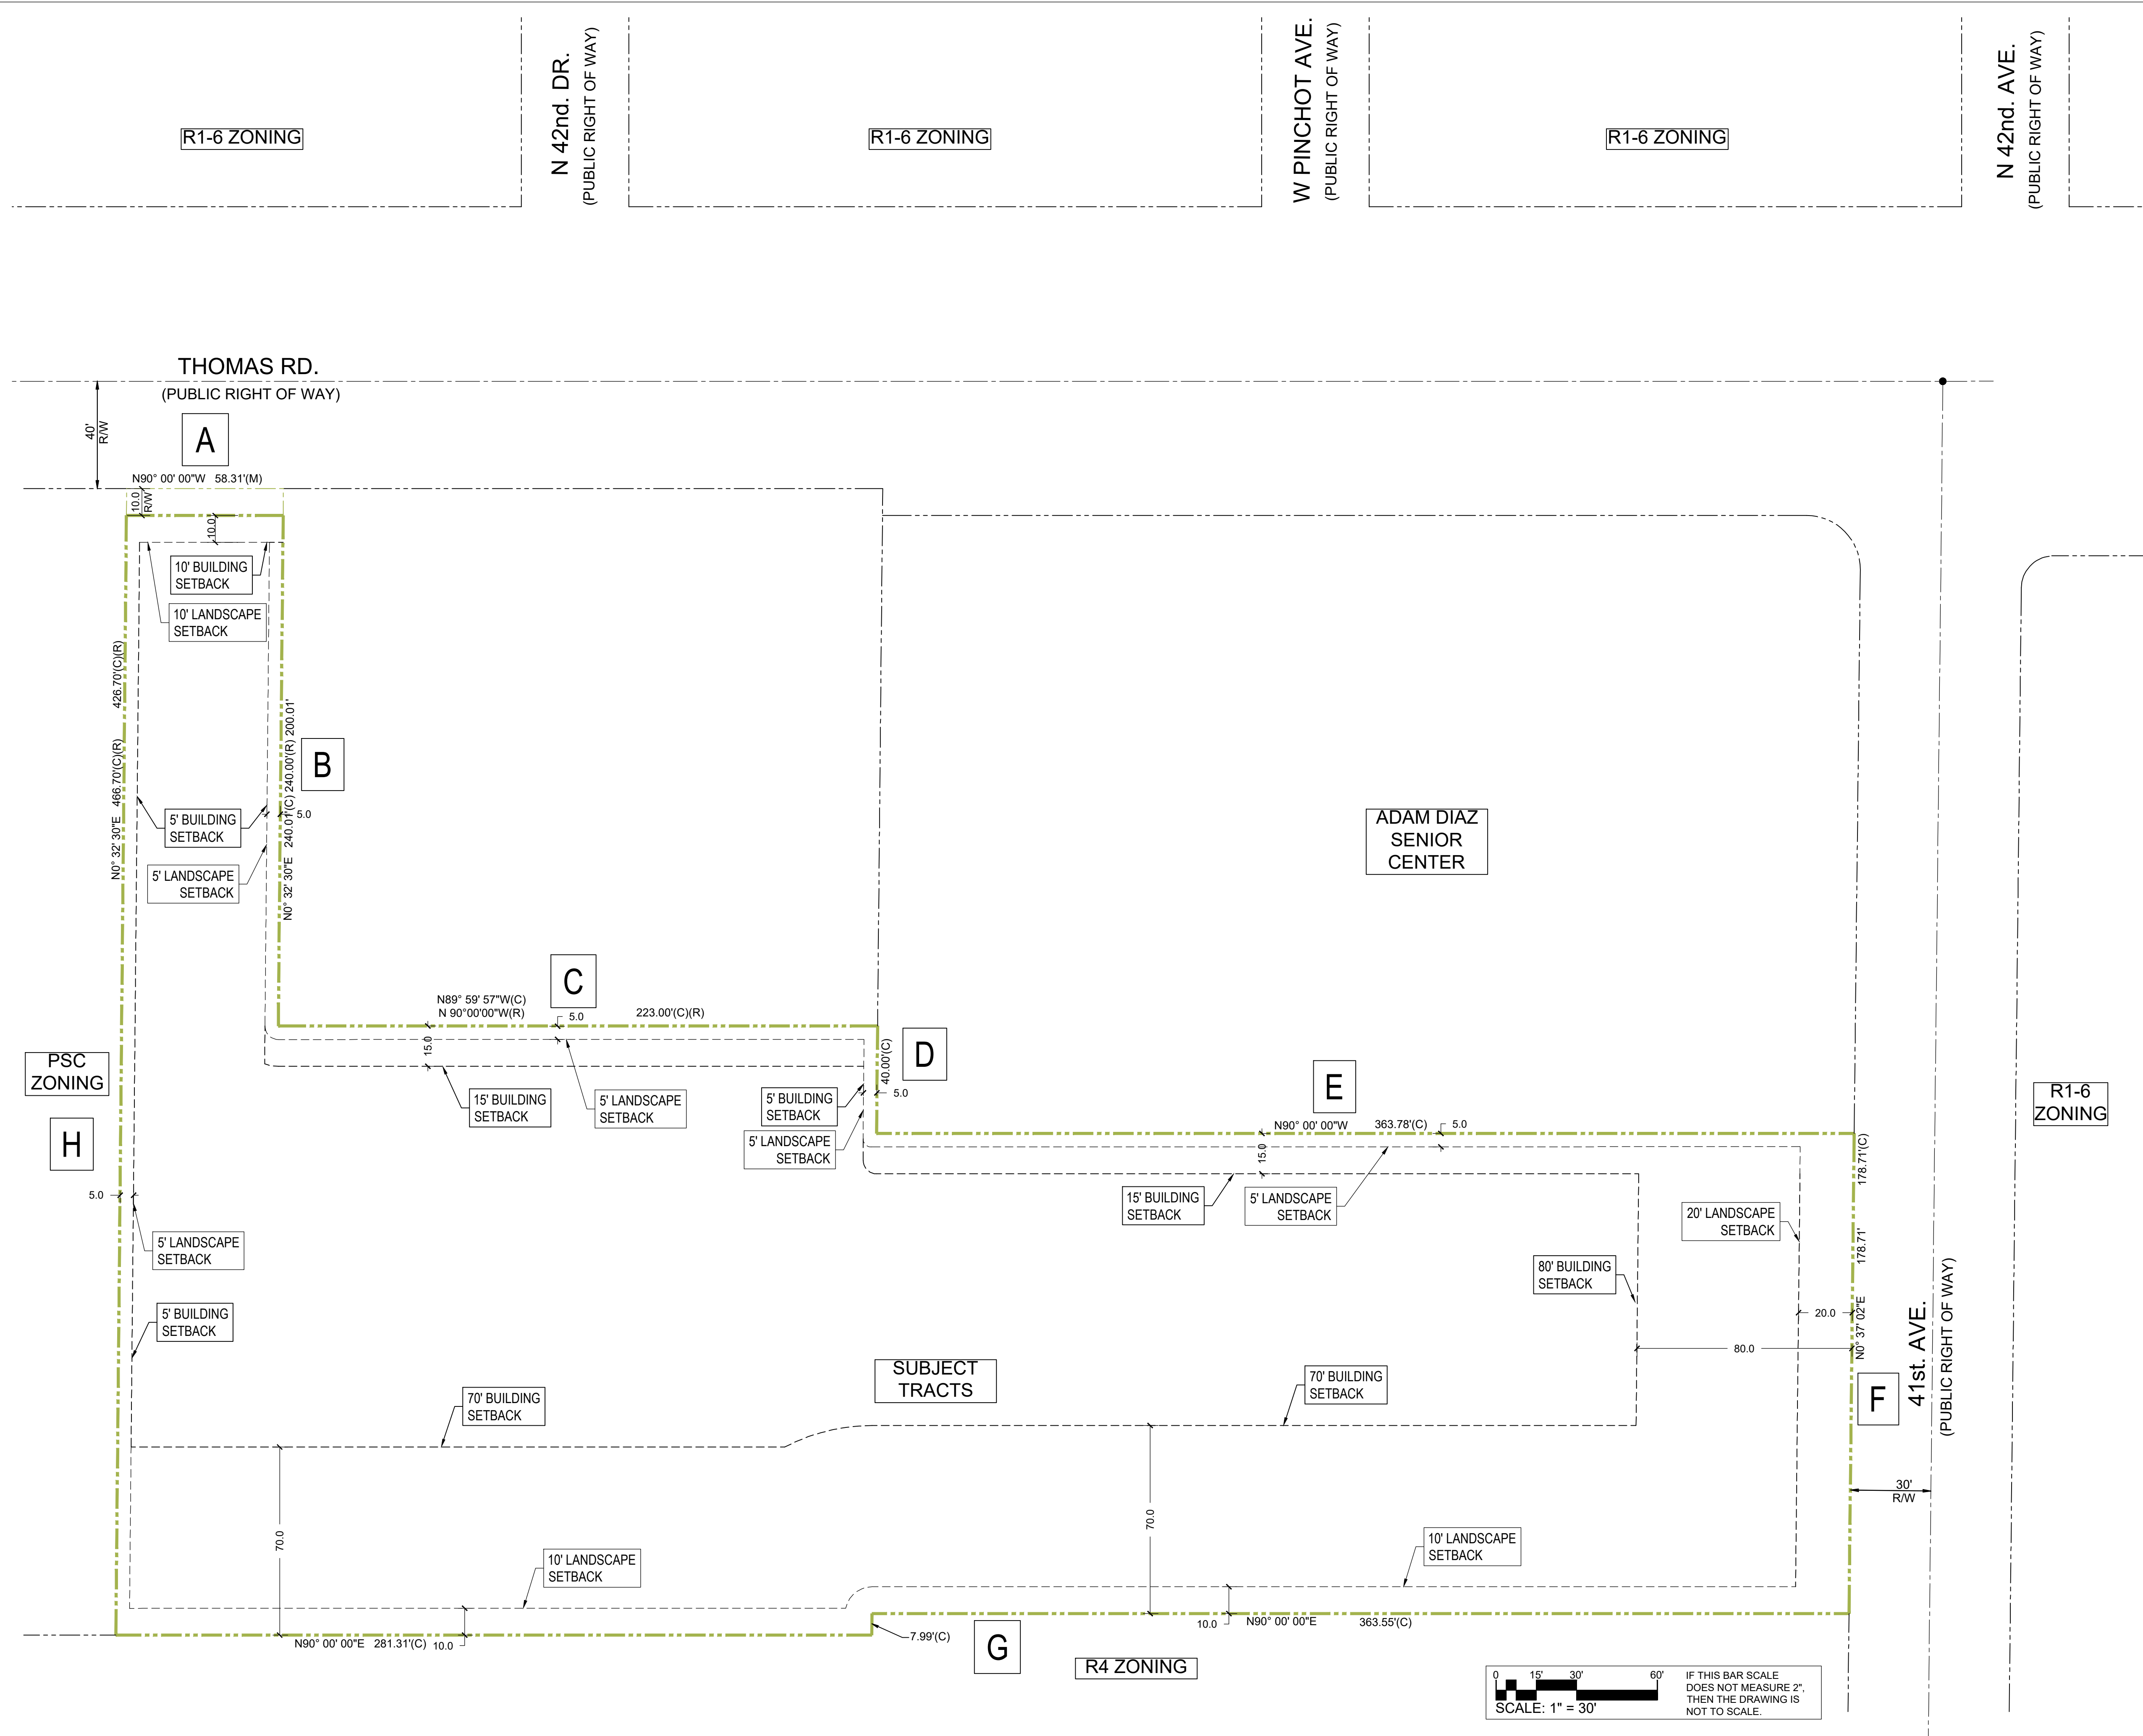 N 42nd. DR.
(PUBLIC RIGHT OF WAY)
W PINCHOT AVE.
(PUBLIC RIGHT OF WAY)
N 42nd. AVE.
(PUBLIC RIGHT OF WAY)
R1-6 ZONING
R1-6 ZONING
R1-6 ZONING
THOMAS RD.
(PUBLIC RIGHT OF WAY)
40'
R/W
A
N90° 00' 00"W 58.31'(M)
10.0
R/W
10.0
10' BUILDING
SETBACK
10' LANDSCAPE
SETBACK
N0° 32' 30"E 466.70'(C)(R) 426.70'(C)(R)
N0° 32' 30"E 240.01'(C) 240.00'(R) 200.01'
B
5' BUILDING
SETBACK
5.0
5' LANDSCAPE
SETBACK
ADAM DIAZ
SENIOR
CENTER
C
N89° 59' 57"W(C)
N 90°00'00"W(R)
5.0
223.00'(C)(R)
15.0
40.00'(C)
D
PSC
ZONING
15' BUILDING
SETBACK
5' LANDSCAPE
SETBACK
5' BUILDING
SETBACK
5.0
5' LANDSCAPE
SETBACK
E
N90° 00' 00"W 363.78'(C) 5.0
15.0
R1-6
ZONING
H
5.0
15' BUILDING
SETBACK
5' LANDSCAPE
SETBACK
20' LANDSCAPE
SETBACK
N0° 37' 02"E 178.71' 178.71'(C)
5' LANDSCAPE
SETBACK
80' BUILDING
SETBACK
5' BUILDING
SETBACK
20.0
80.0
41st. AVE.
(PUBLIC RIGHT OF WAY)
SUBJECT
TRACTS
70' BUILDING
SETBACK
70' BUILDING
SETBACK
F
30'
R/W
70.0
70.0
10' LANDSCAPE
SETBACK
10' LANDSCAPE
SETBACK
N90° 00' 00"E 281.31'(C) 10.0
7.99'(C)
G
10.0 N90° 00' 00"E 363.55'(C)
R4 ZONING
0 15' 30' 60'
SCALE: 1" = 30'
IF THIS BAR SCALE
DOES NOT MEASURE 2",
THEN THE DRAWING IS
NOT TO SCALE.